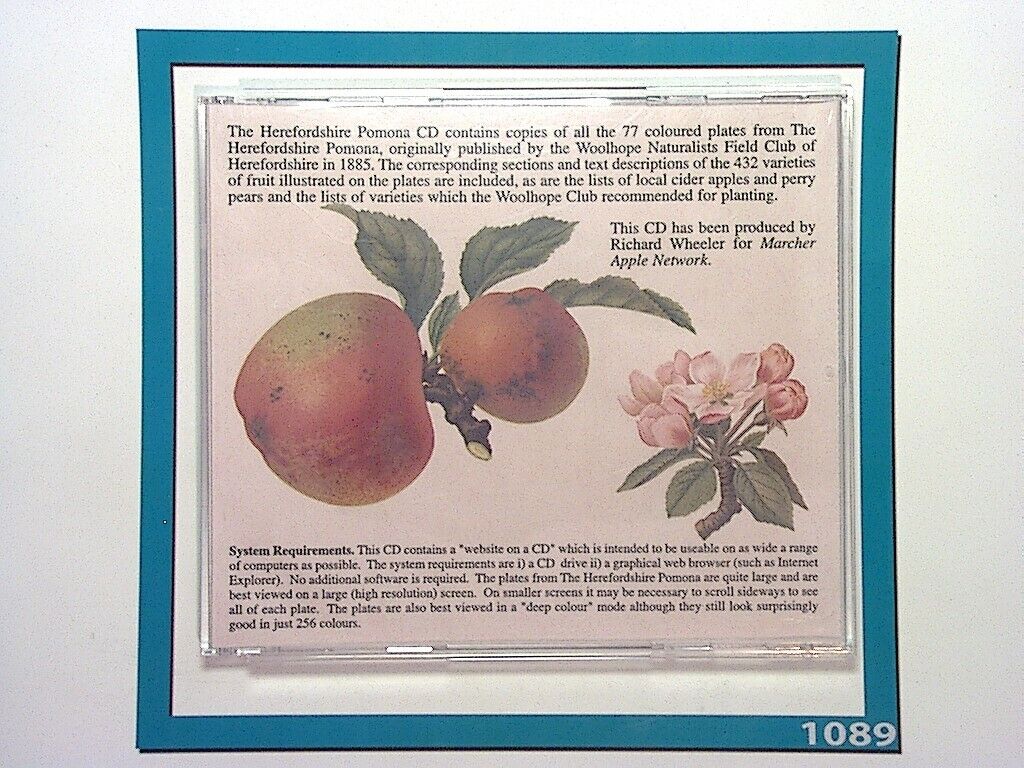 The Herefordshire Pomona CD contains copies of all the 77 coloured plates from The
Herefordshire Pomona, originally published by the Woolhope Naturalists Field Club of
Herefordshire in 1885. The corresponding sections and text descriptions of the 432 varieties
of fruit illustrated on the plates are included, as are the lists of local cider apples and perry
pears and the lists of varieties which the Woolhope Club recommended for planting.
This CD has been produced by
Richard Wheeler for Marcher
Apple Network.
System Requirements. This CD contains a "website on a CD" which is intended to be useable on as wide a range
of computers as possible. The system requirements are i) a CD drive ii) a graphical web browser (such as Internet
Explorer). No additional software is required. The plates from The Herefordshire Pomona are quite large and are
best viewed on a large (high resolution) screen. On smaller screens it may be necessary to scroll sideways to see
all of each plate. The plates are also best viewed in a "deep colour" mode although they still look surprisingly
good in just 256 colours.
1089